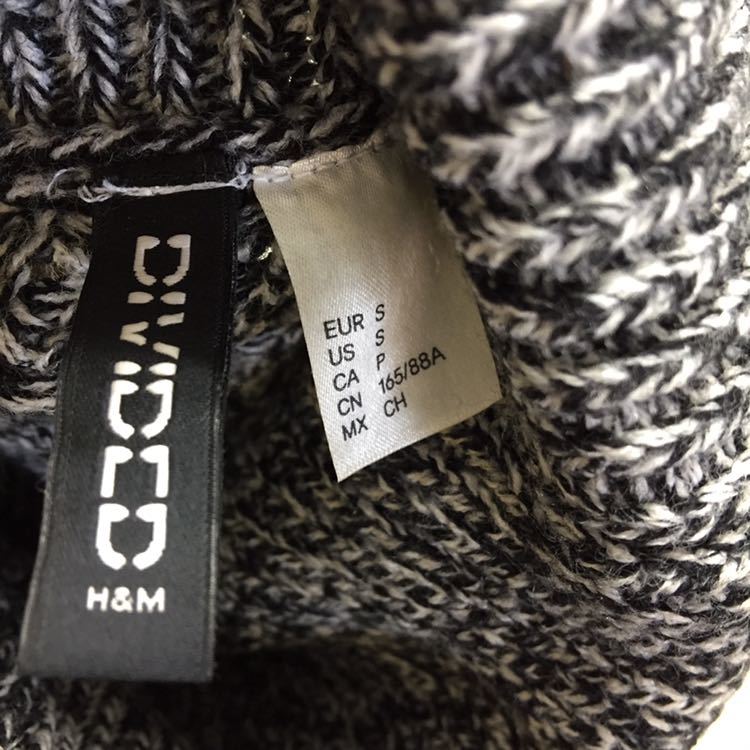 DIVIDED
H&M
EUR S
US S
CA P
CN 165/88A
MX CH